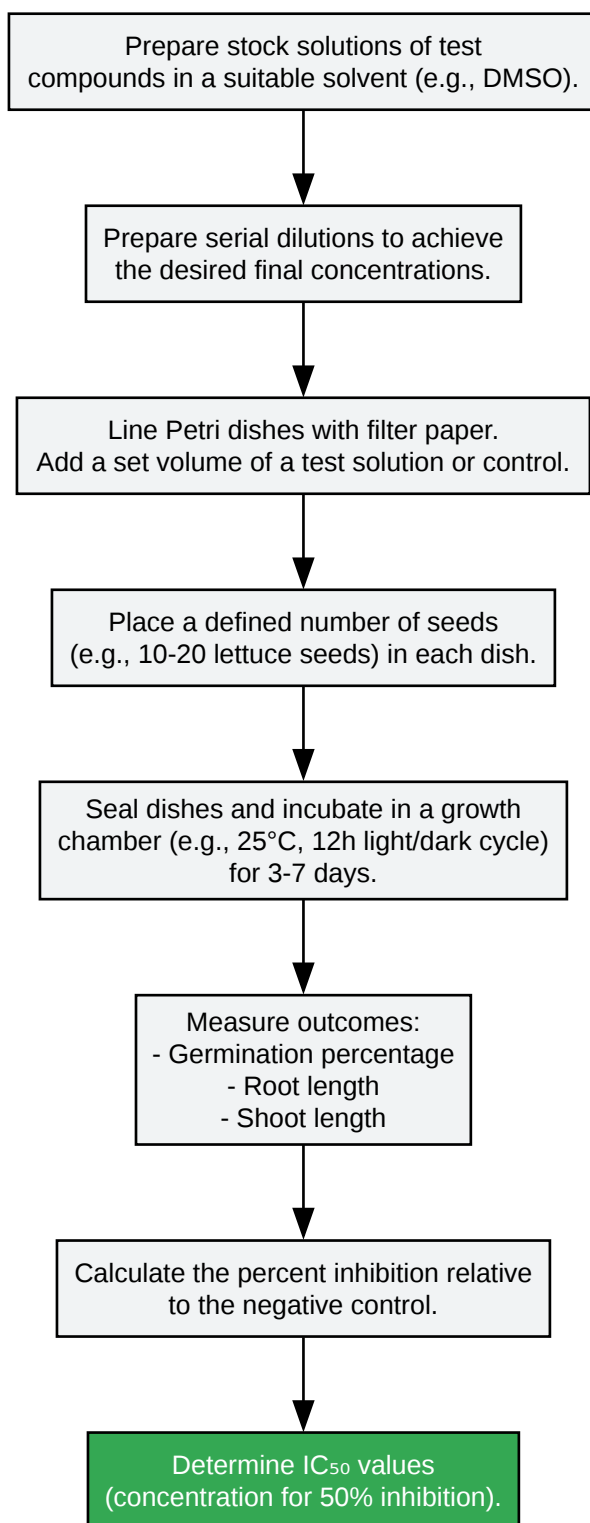 Prepare stock solutions of test
compounds in a suitable solvent (e.g., DMSO).
Prepare serial dilutions to achieve
the desired final concentrations.
Line Petri dishes with filter paper.
Add a set volume of a test solution or control.
Place a defined number of seeds
(e.g., 10-20 lettuce seeds) in each dish.
Seal dishes and incubate in a growth
chamber (e.g., 25°C, 12h light/dark cycle)
for 3-7 days.
Measure outcomes:
- Germination percentage
- Root length
- Shoot length
Calculate the percent inhibition relative
to the negative control.
Determine IC₅₀ values
(concentration for 50% inhibition).